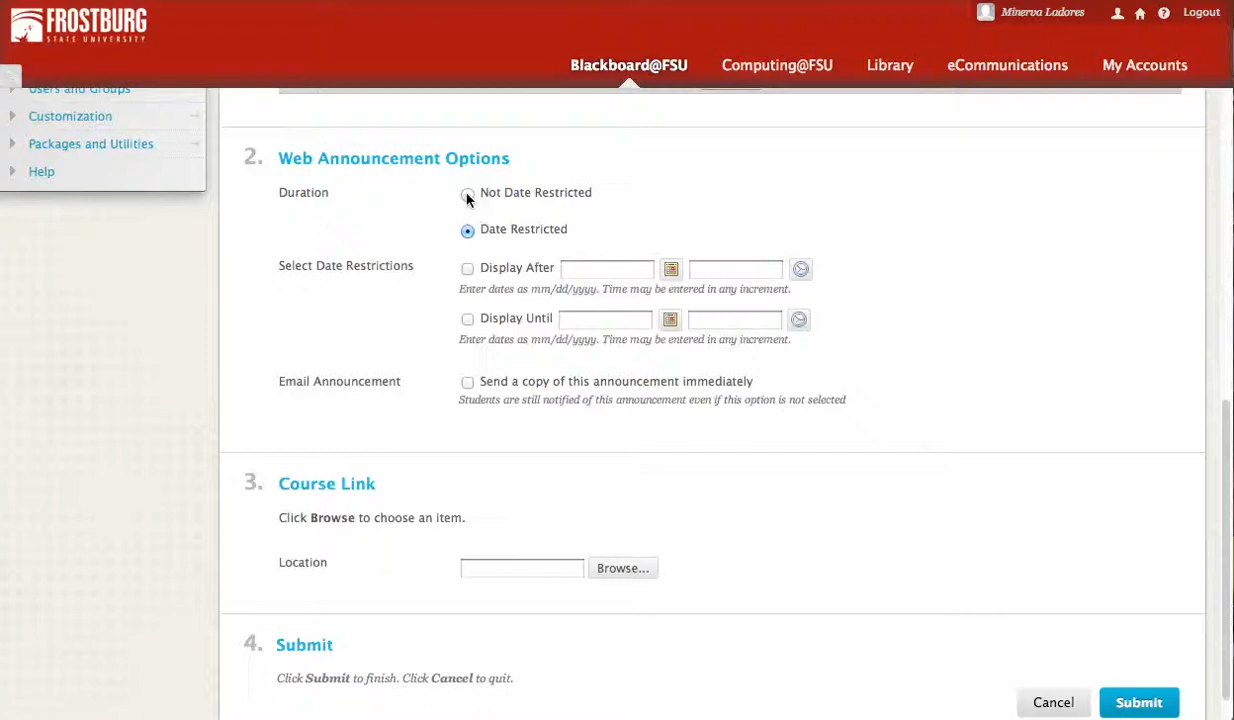 FROSTBURG
STATE UNIVERSITY
Minerva Ladores
Logout
Blackboard@FSU
Computing@FSU
Library
eCommunications
My Accounts
Users and Groups
Customization
Packages and Utilities
Help
2. Web Announcement Options
Duration
Not Date Restricted
Date Restricted
Select Date Restrictions
Display After
Enter dates as mm/dd/yyyy. Time may be entered in any increment.
Display Until
Enter dates as mm/dd/yyyy. Time may be entered in any increment.
Email Announcement
Send a copy of this announcement immediately
Students are still notified of this announcement even if this option is not selected
3. Course Link
Click Browse to choose an item.
Location
Browse...
4. Submit
Click Submit to finish. Click Cancel to quit.
Cancel
Submit